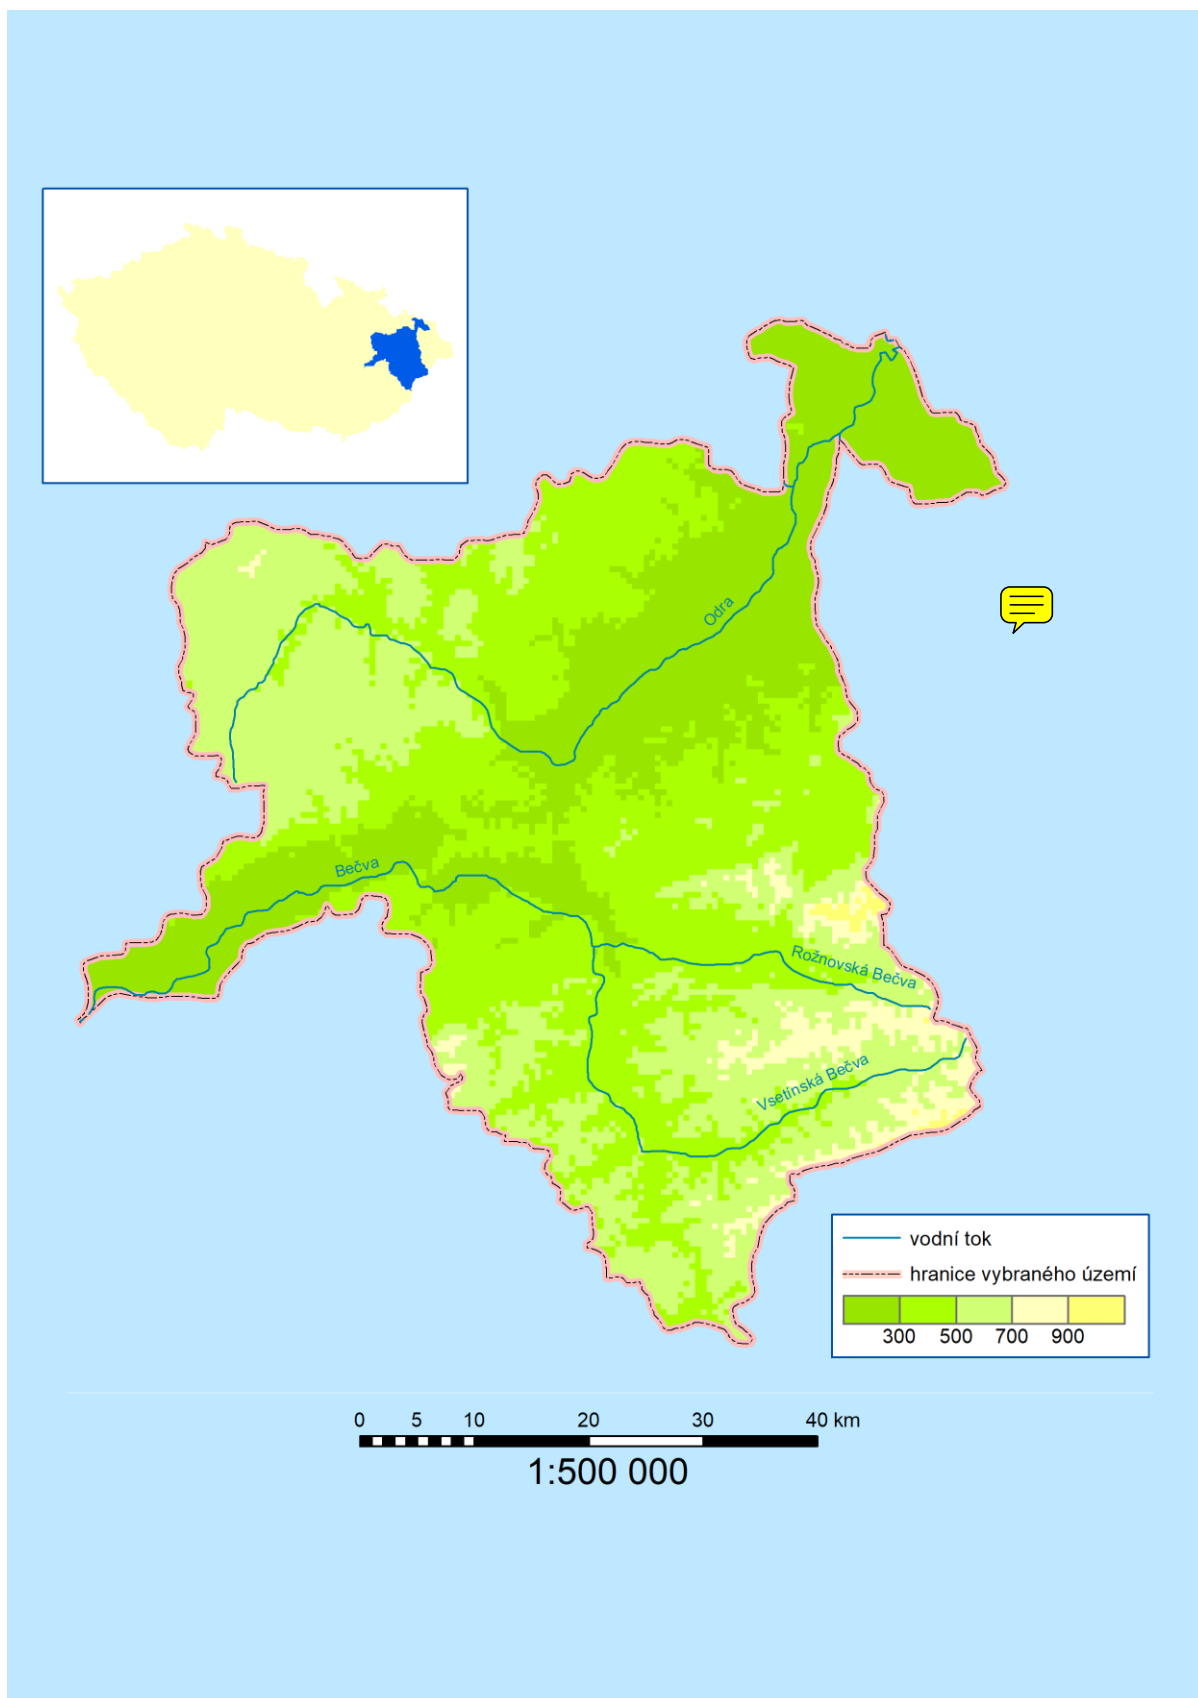 Odra
Bečva
Rožnovská Bečva
Vsetínská Bečva
vodní tok
hranice vybraného území
300 500 700 900
0 5 10 20 30 40 km
1:500 000